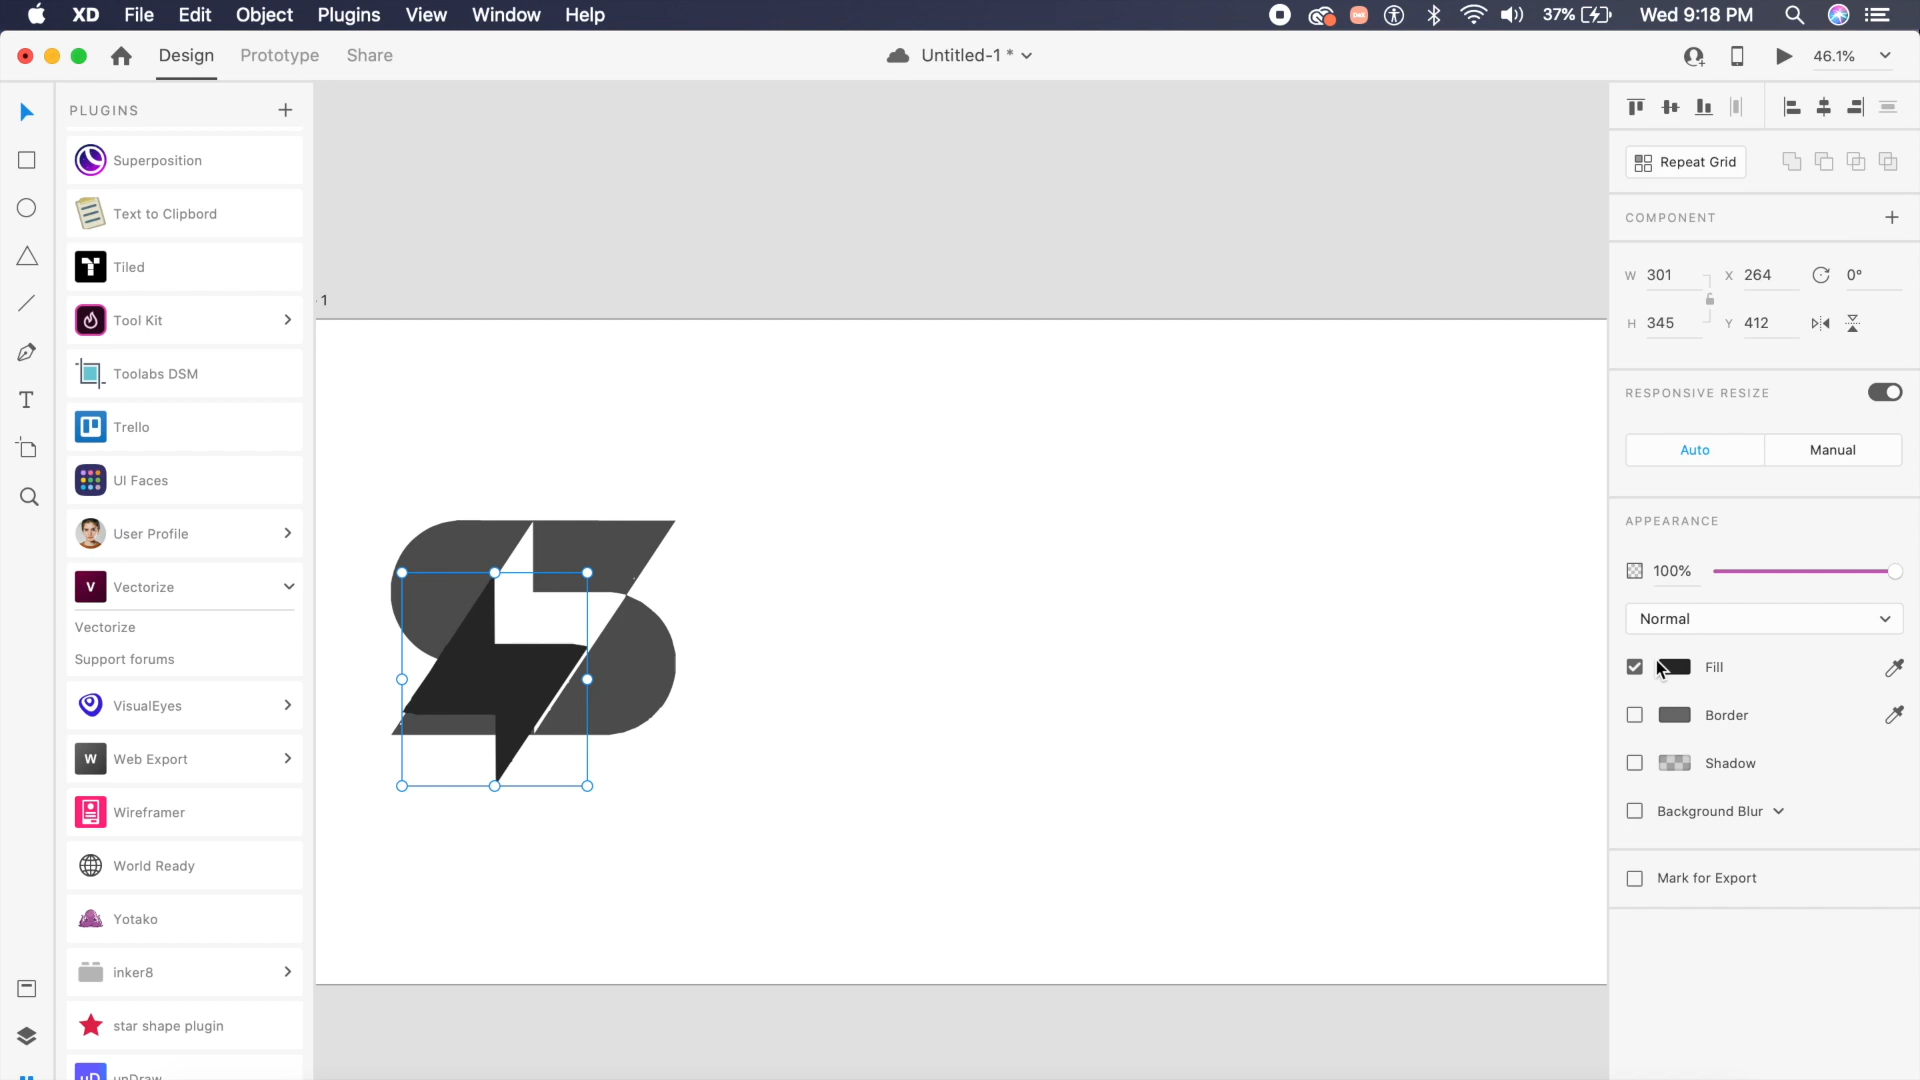 XD File Edit Object Plugins View Window Help 37% Wed 9:18 PM
Design Prototype Share Untitled-1 * 46.1%
PLUGINS
Superposition
Text to Clipbord
Tiled
Tool Kit
Toolabs DSM
Trello
UI Faces
User Profile
V Vectorize
Vectorize
Support forums
VisualEyes
W Web Export
Wireframer
World Ready
Yotako
inker8
star shape plugin
uD unDraw
1
Repeat Grid
COMPONENT
W 301 X 264 0°
H 345 Y 412
RESPONSIVE RESIZE
Auto Manual
APPEARANCE
100%
Normal
Fill
Border
Shadow
Background Blur
Mark for Export